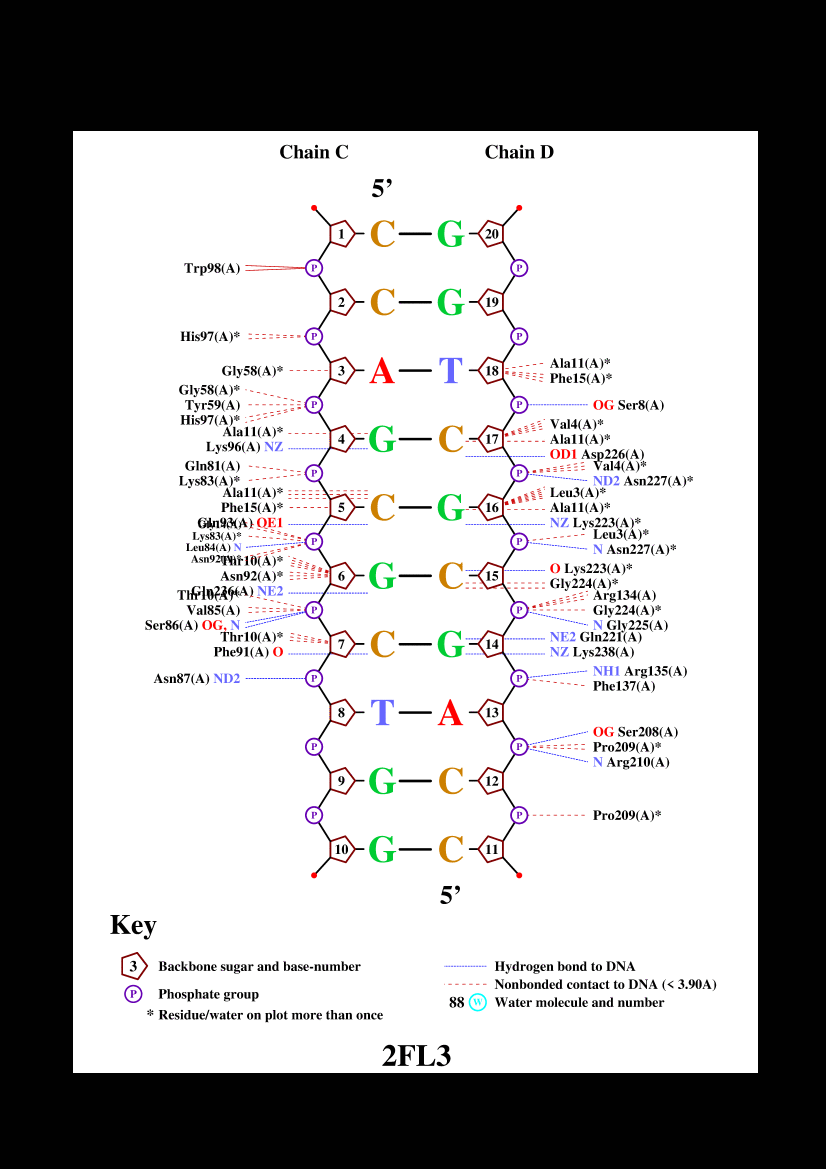 Chain C Chain D
5’
1 C G 20
P P
Trp98(A)
2 C G 19
His97(A)* P P
Gly58(A)* 3 A T 18 Ala11(A)*
Phe15(A)*
Gly58(A)*
Tyr59(A) P P OG Ser8(A)
His97(A)*
Ala11(A)* 4 G C 17 Val4(A)*
Ala11(A)*
Lys96(A) NZ OD1 Asp226(A)
Gln81(A) P P Val4(A)*
Lys83(A)* ND2 Asn227(A)*
Ala11(A)* Leu3(A)*
Phe15(A)* 5 C G 16 Ala11(A)*
Gln93(A) OE1 NZ Lys223(A)*
Lys83(A)* P P Leu3(A)*
Leu84(A) N N Asn227(A)*
Asn92(A)*
Thr10(A)* O Lys223(A)*
Asn92(A)* 6 G C 15 Gly224(A)*
Gln236(A) NE2
Thr10(A)* Arg134(A)
Val85(A) P P Gly224(A)*
Ser86(A) OG, N N Gly225(A)
Thr10(A)* 7 C G 14 NE2 Gln221(A)
Phe91(A) O NZ Lys238(A)
Asn87(A) ND2 P P NH1 Arg135(A)
Phe137(A)
8 T A 13
P P OG Ser208(A)
Pro209(A)*
N Arg210(A)
9 G C 12
P P Pro209(A)*
10 G C 11
5’
Key
3 Backbone sugar and base-number
P Phosphate group
* Residue/water on plot more than once
Hydrogen bond to DNA
Nonbonded contact to DNA (< 3.90A)
88 W Water molecule and number
2FL3